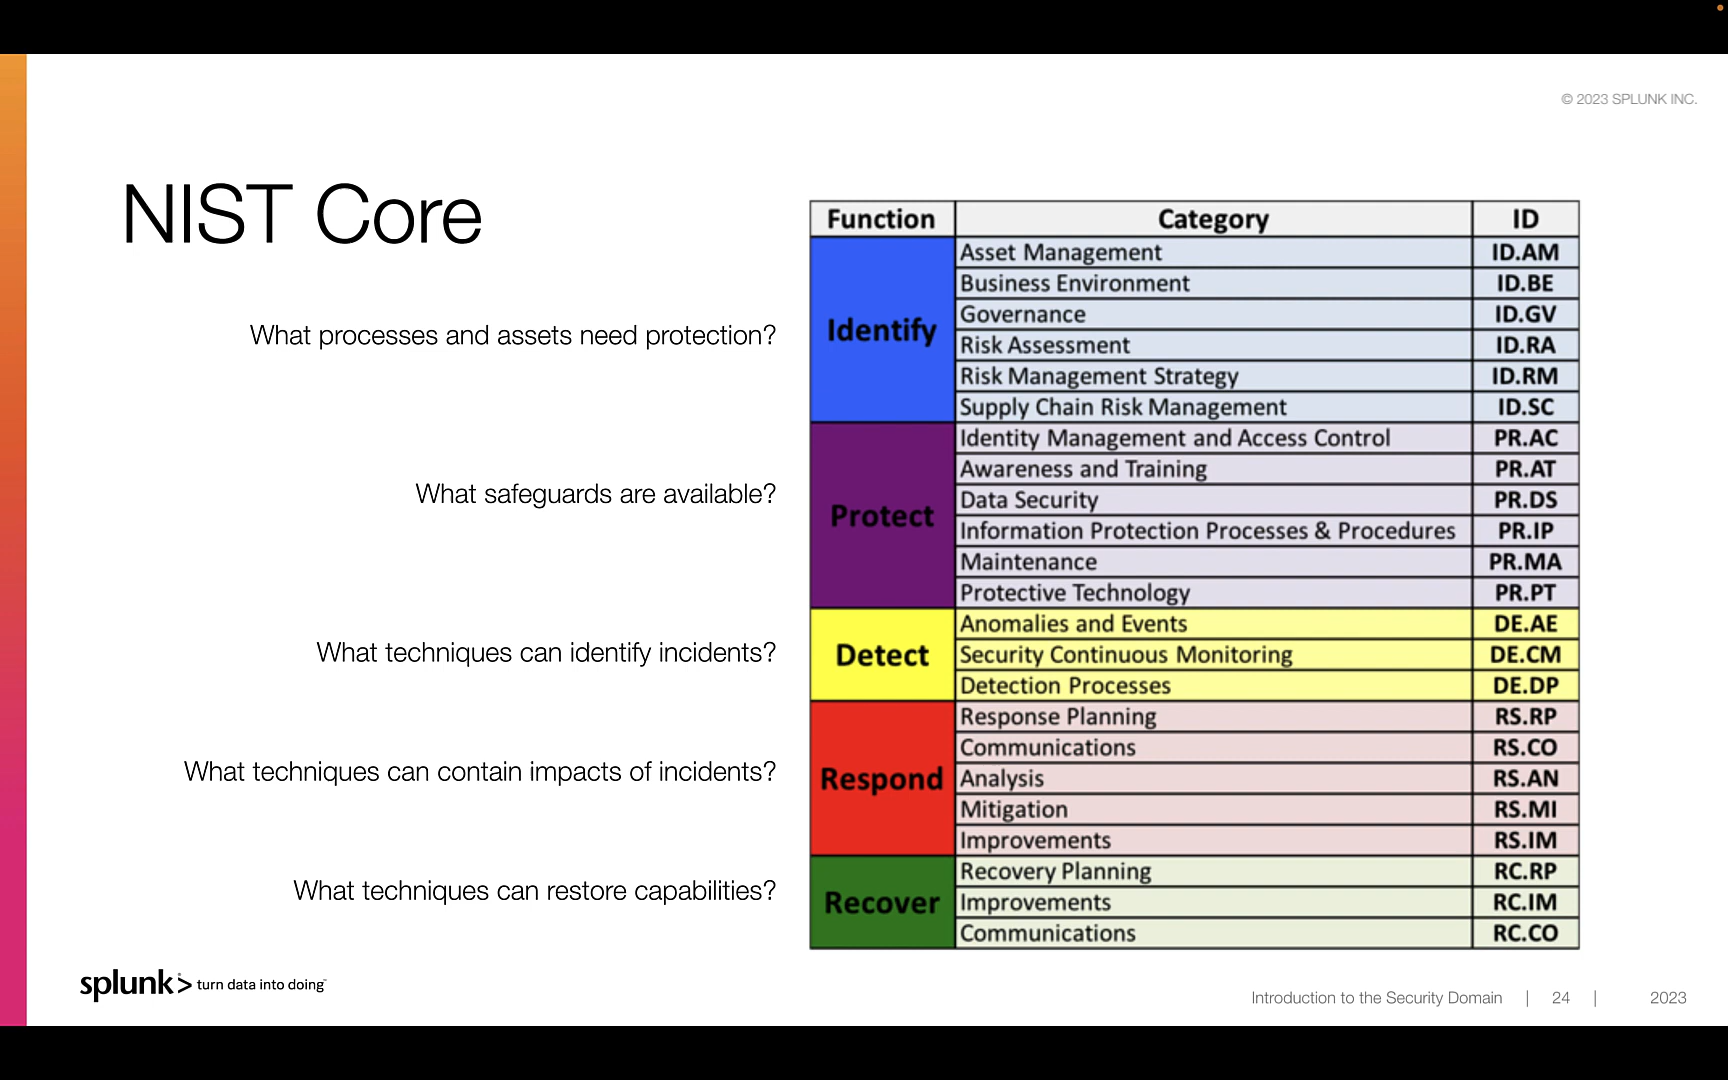 © 2023 SPLUNK INC.
NIST Core
What processes and assets need protection?
What safeguards are available?
What techniques can identify incidents?
What techniques can contain impacts of incidents?
What techniques can restore capabilities?
Function Category ID
Identify
Asset Management ID.AM
Business Environment ID.BE
Governance ID.GV
Risk Assessment ID.RA
Risk Management Strategy ID.RM
Supply Chain Risk Management ID.SC
Protect
Identity Management and Access Control PR.AC
Awareness and Training PR.AT
Data Security PR.DS
Information Protection Processes & Procedures PR.IP
Maintenance PR.MA
Protective Technology PR.PT
Detect
Anomalies and Events DE.AE
Security Continuous Monitoring DE.CM
Detection Processes DE.DP
Respond
Response Planning RS.RP
Communications RS.CO
Analysis RS.AN
Mitigation RS.MI
Improvements RS.IM
Recover
Recovery Planning RC.RP
Improvements RC.IM
Communications RC.CO
splunk> turn data into doing™
Introduction to the Security Domain | 24 | 2023